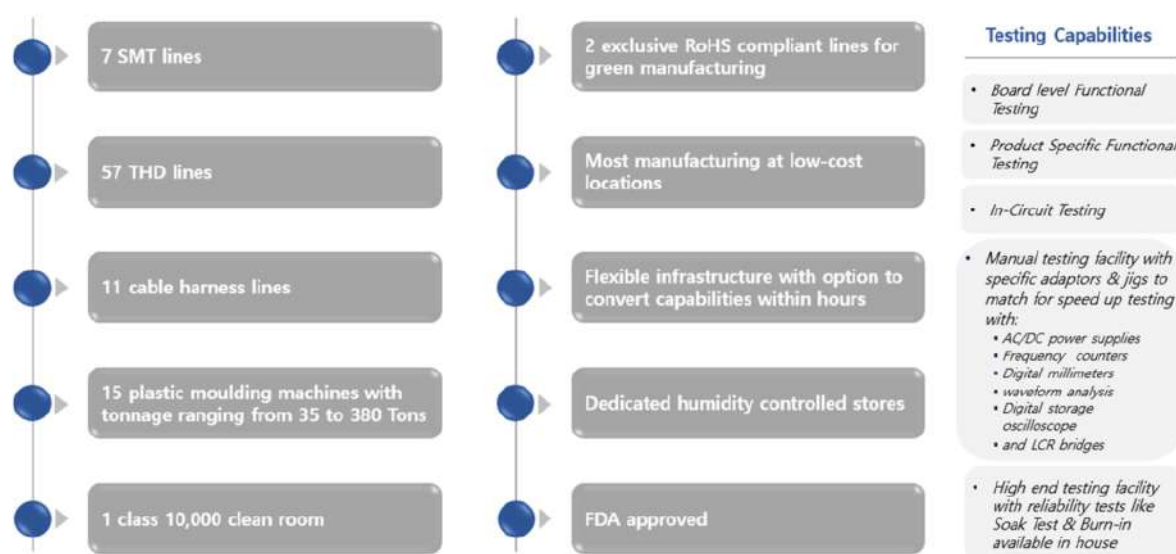 7 SMT lines
57 THD lines
11 cable harness lines
15 plastic moulding machines with
tonnage ranging from 35 to 380 Tons
1 class 10,000 clean room
2 exclusive RoHS compliant lines for
green manufacturing
Most manufacturing at low-cost
locations
Flexible infrastructure with option to
convert capabilities within hours
Dedicated humidity controlled stores
FDA approved
Testing Capabilities
• Board level Functional
Testing
• Product Specific Functional
Testing
• In-Circuit Testing
• Manual testing facility with
specific adaptors & jigs to
match for speed up testing
with:
• AC/DC power supplies
• Frequency counters
• Digital millimeters
• waveform analysis
• Digital storage
oscilloscope
• and LCR bridges
• High end testing facility
with reliability tests like
Soak Test & Burn-in
available in house